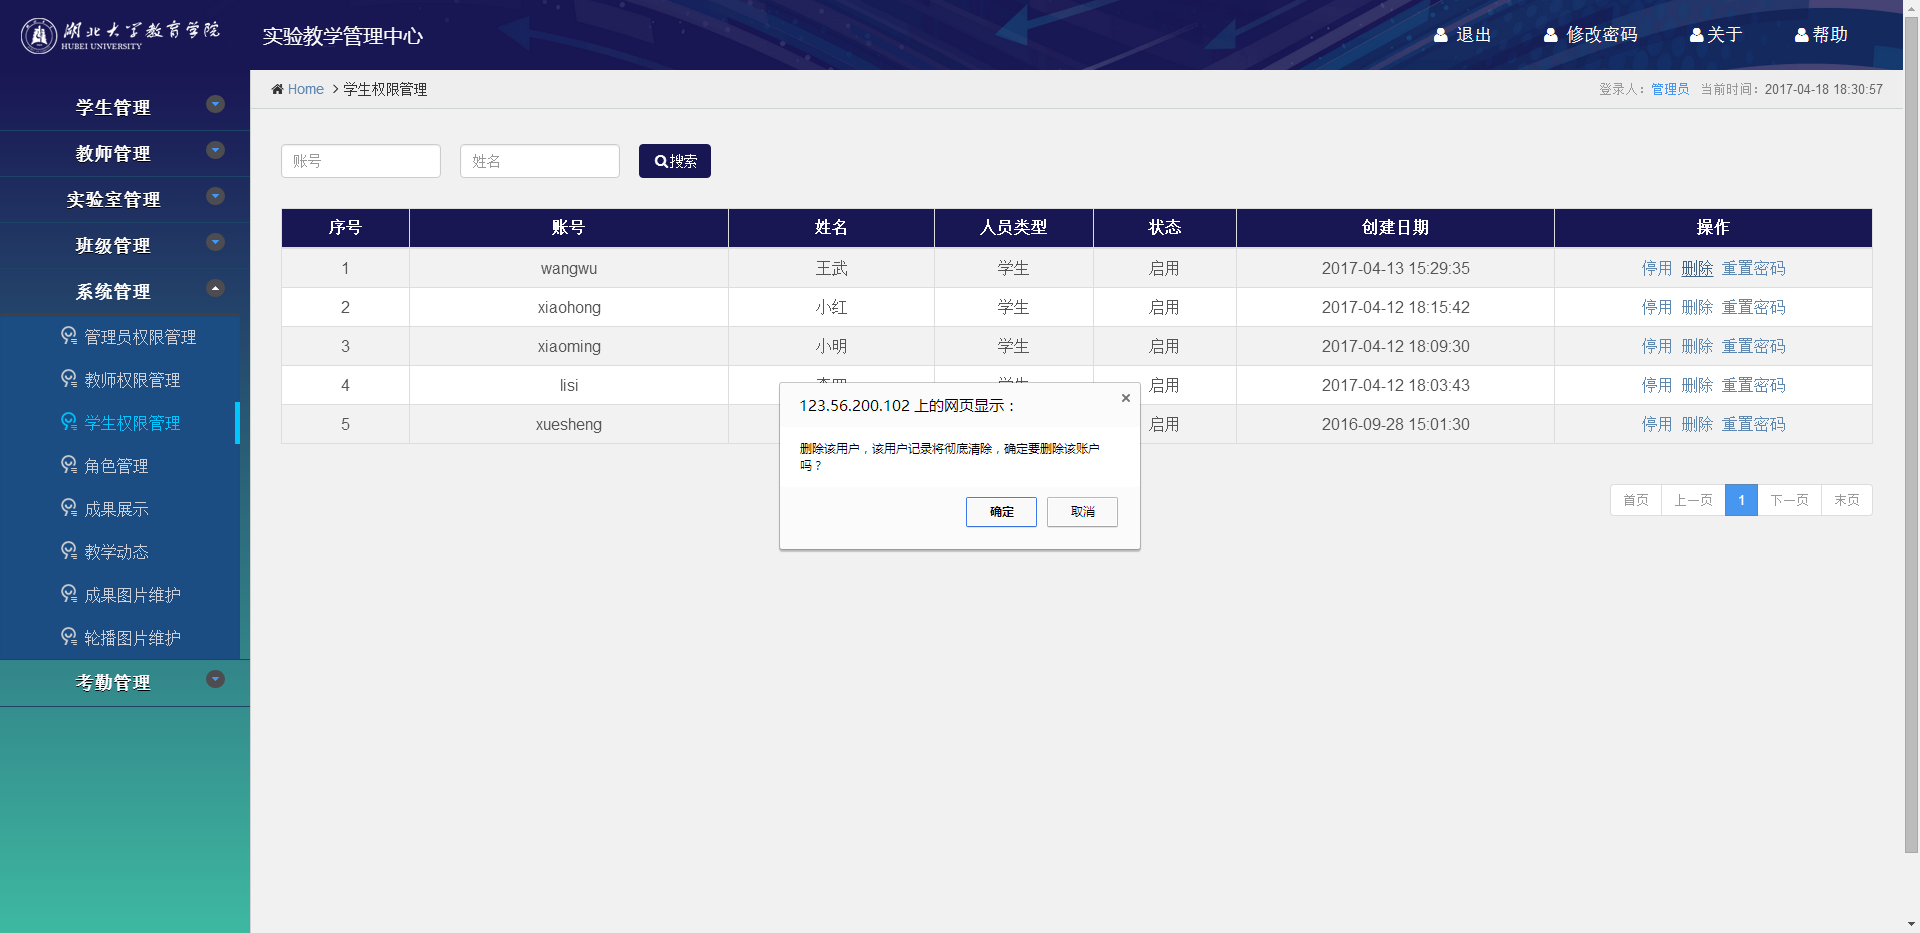 湖北大学教育学院
HUBEI UNIVERSITY
实验教学管理中心
退出 修改密码 关于 帮助
Home 学生权限管理
登录人：管理员 当前时间：2017-04-18 18:30:57
学生管理
教师管理
实验室管理
班级管理
系统管理
管理员权限管理
教师权限管理
学生权限管理
角色管理
成果展示
教学动态
成果图片维护
轮播图片维护
考勤管理
账号 姓名 搜索
序号 账号 姓名 人员类型 状态 创建日期 操作
1 wangwu 王武 学生 启用 2017-04-13 15:29:35 停用 删除 重置密码
2 xiaohong 小红 学生 启用 2017-04-12 18:15:42 停用 删除 重置密码
3 xiaoming 小明 学生 启用 2017-04-12 18:09:30 停用 删除 重置密码
4 lisi 学生 启用 2017-04-12 18:03:43 停用 删除 重置密码
5 xuesheng 启用 2016-09-28 15:01:30 停用 删除 重置密码
123.56.200.102 上的网页显示：
删除该用户，该用户记录将彻底清除，确定要删除该账户
吗？
确定 取消
首页 上一页 1 下一页 末页